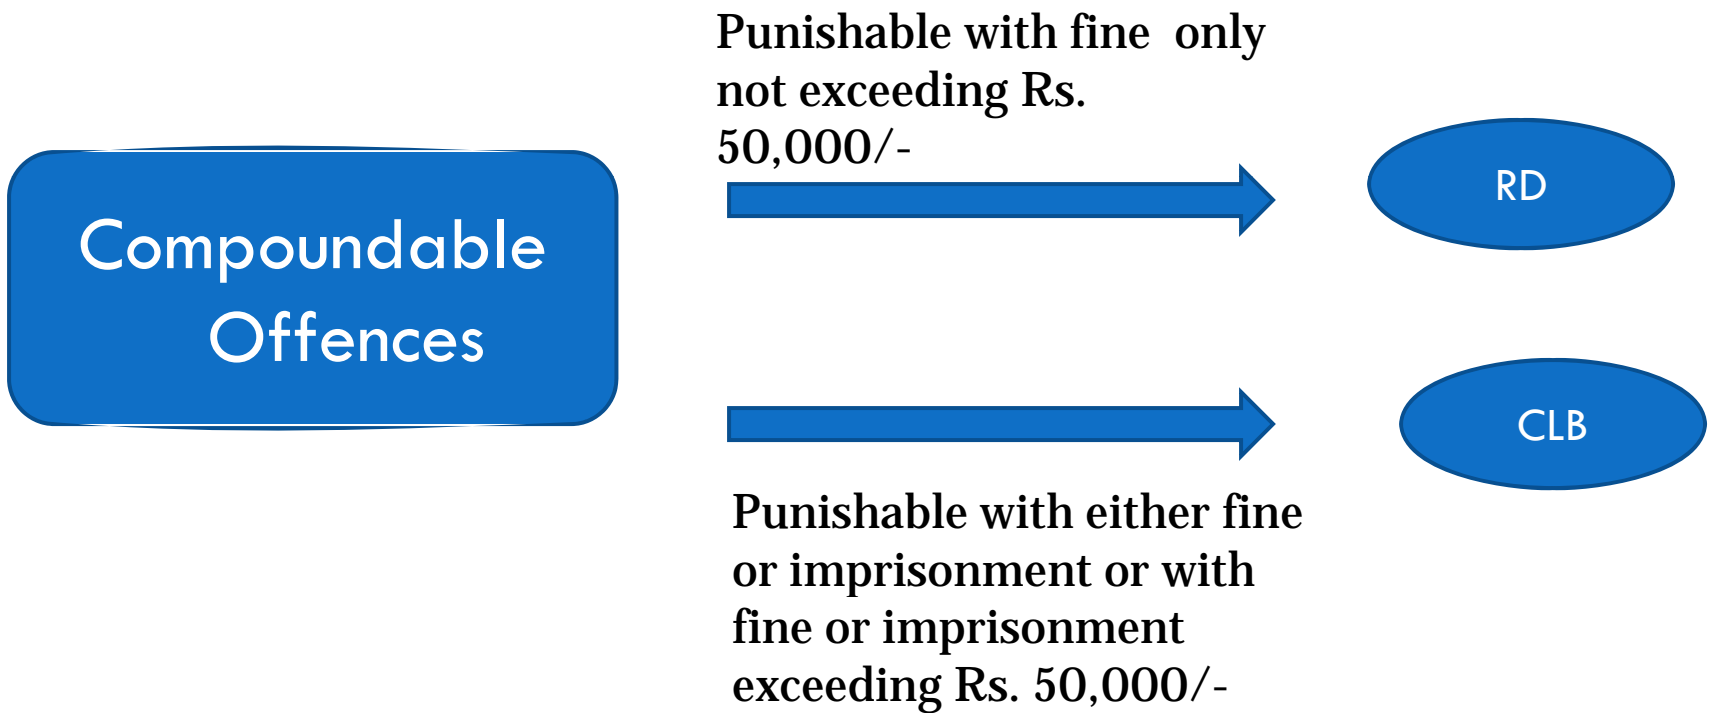 Punishable with fine only
not exceeding Rs.
50,000/-
RD
Compoundable
Offences
CLB
Punishable with either fine
or imprisonment or with
fine or imprisonment
exceeding Rs. 50,000/-